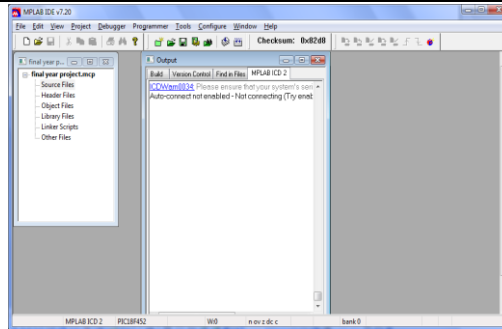 MPLAB IDE v7.20
File Edit View Project Debugger Programmer Tools Configure Window Help
Checksum: 0x82d8
final year p...
final year project.mcp
Source Files
Header Files
Object Files
Library Files
Linker Scripts
Other Files
Output
Build Version Control Find in Files MPLAB ICD 2
ICDWarn0034: Please ensure that your system's seri
Auto-connect not enabled - Not connecting (Try enabl
MPLAB ICD 2 PIC18F452 W:0 n ov z dc c bank 0